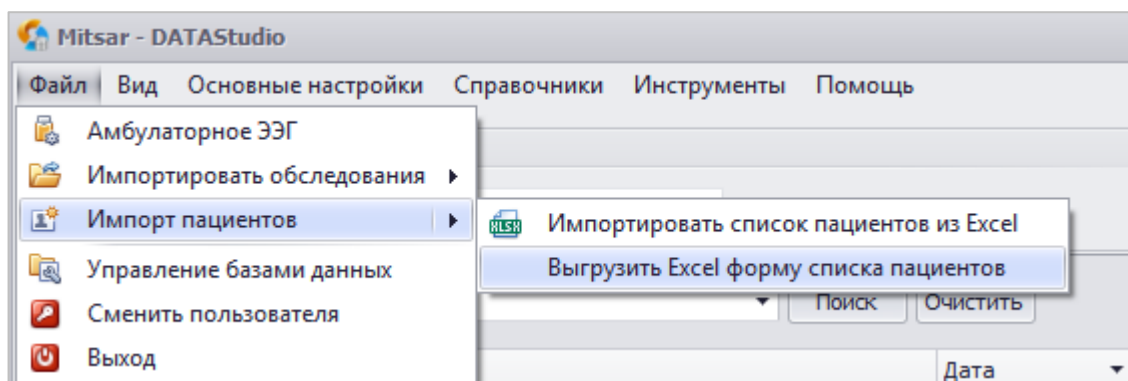 Mitsar - DATAStudio
Файл Вид Основные настройки Справочники Инструменты Помощь
Амбулаторное ЭЭГ
Импортировать обследования
Импорт пациентов
XLSX Импортировать список пациентов из Excel
Выгрузить Excel форму списка пациентов
Управление базами данных
Поиск Очистить
Сменить пользователя
Выход
Дата